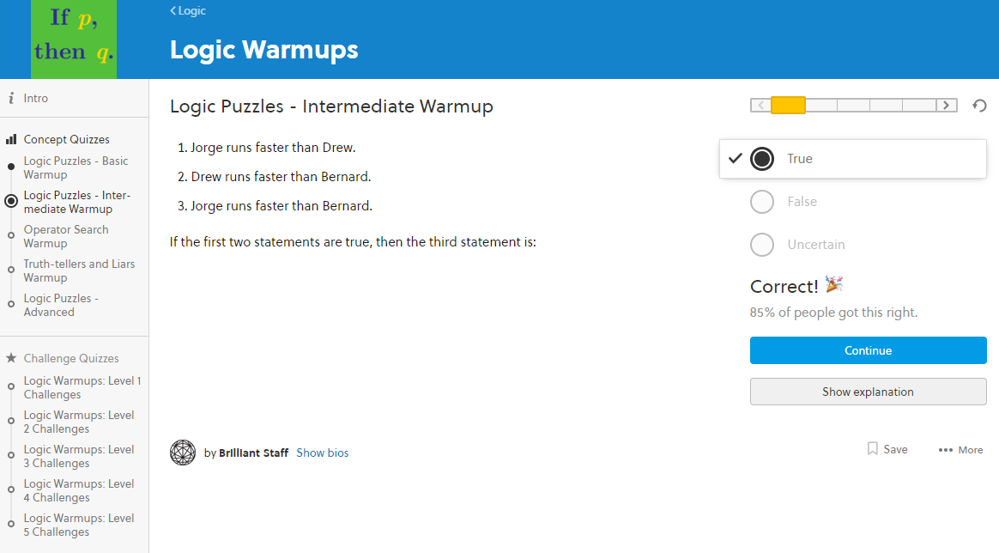 If p,
then q.
Logic
Logic Warmups
Intro
Concept Quizzes
Logic Puzzles - Basic
Warmup
Logic Puzzles - Inter-
mediate Warmup
Operator Search
Warmup
Truth-tellers and Liars
Warmup
Logic Puzzles -
Advanced
Challenge Quizzes
Logic Warmups: Level 1
Challenges
Logic Warmups: Level
2 Challenges
Logic Warmups: Level
3 Challenges
Logic Warmups: Level
4 Challenges
Logic Warmups: Level
5 Challenges
Logic Puzzles - Intermediate Warmup
1. Jorge runs faster than Drew.
2. Drew runs faster than Bernard.
3. Jorge runs faster than Bernard.
If the first two statements are true, then the third statement is:
True
False
Uncertain
Correct! 🎉
85% of people got this right.
Continue
Show explanation
by Brilliant Staff Show bios
Save
More